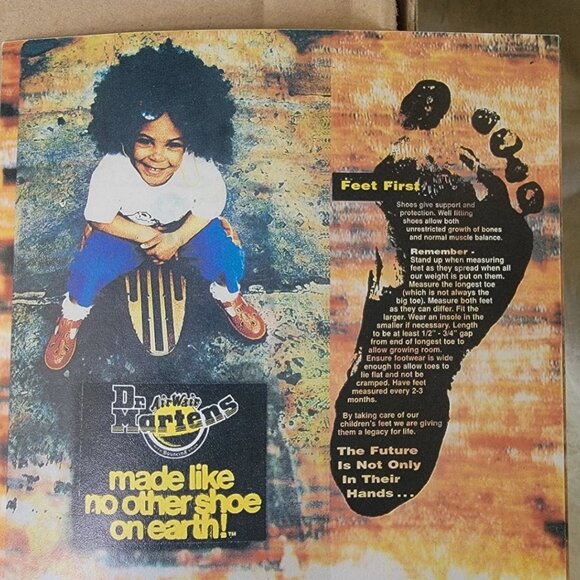 Feet First
Shoes give support and
protection. Well fitting
shoes allow both
unrestricted growth of bones
and normal muscle balance.
Remember -
Stand up when measuring
feet as they spread when all
our weight is put on them.
Measure the longest toe
(which is not always the
big toe). Measure both feet
as they can differ. Fit the
larger. Wear an insole in the
smaller if necessary. Length
to be at least 1/2" - 3/4" gap
from end of longest toe to
allow growing room.
Ensure footwear is wide
enough to allow toes to
lie flat and not be
cramped. Have feet
measured every 2-3
months.
By taking care of our
children's feet we are giving
them a legacy for life.
The Future
Is Not Only
In Their
Hands . . .
Dr.
AirWair
Martens
made like
no other shoe
on earth!™